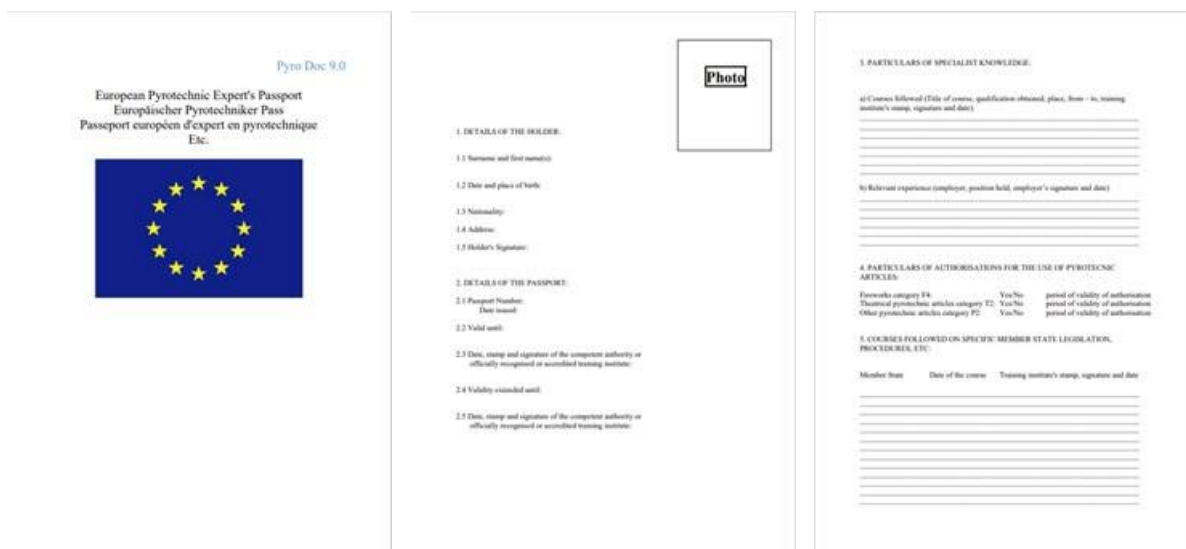 Pyro Doc 9.0
European Pyrotechnic Expert's Passport
Europäischer Pyrotechniker Pass
Passeport européen d'expert en pyrotechnique
Etc.
Photo
1. DETAILS OF THE HOLDER:
1.1 Surname and first name(s):
1.2 Date and place of birth:
1.3 Nationality:
1.4 Address:
1.5 Holder's Signature:
2. DETAILS OF THE PASSPORT:
2.1 Passport Number:
Date issued:
2.2 Valid until:
2.3 Date, stamp and signature of the competent authority or
officially recognised or accredited training institute:
2.4 Validity extended until:
2.5 Date, stamp and signature of the competent authority or
officially recognised or accredited training institute:
3. PARTICULARS OF SPECIALIST KNOWLEDGE:
a) Courses followed (Title of course, qualification obtained, place, from – to, training
institute's stamp, signature and date)
b) Relevant experience (employer, position held, employer's signature and date)
4. PARTICULARS OF AUTHORISATIONS FOR THE USE OF PYROTECNIC
ARTICLES:
Fireworks category F4: Yes/No period of validity of authorisation
Theatrical pyrotechnic articles category T2: Yes/No period of validity of authorisation
Other pyrotechnic articles category P2: Yes/No period of validity of authorisation
5. COURSES FOLLOWED ON SPECIFIC MEMBER STATE LEGISLATION,
PROCEDURES, ETC:
Member State Date of the course Training institute's stamp, signature and date